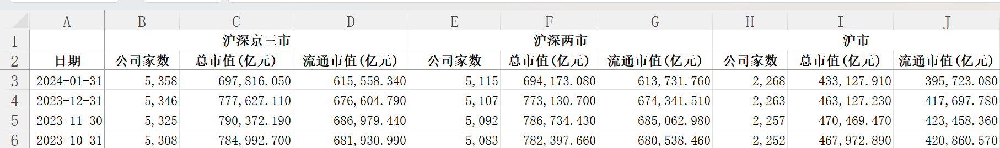 A B C D E F G H I J
1 沪深京三市 沪深两市 沪市
2 日期 公司家数 总市值(亿元) 流通市值(亿元) 公司家数 总市值(亿元) 流通市值(亿元) 公司家数 总市值(亿元) 流通市值(亿元)
3 2024-01-31 5,358 697,816.050 615,558.340 5,115 694,173.080 613,731.760 2,268 433,127.910 395,723.080
4 2023-12-31 5,346 777,627.110 676,604.790 5,107 773,130.700 674,341.510 2,263 463,127.230 417,697.780
5 2023-11-30 5,325 790,372.190 686,979.440 5,092 786,734.430 685,062.980 2,257 470,469.470 423,458.360
6 2023-10-31 5,308 784,992.700 681,930.990 5,083 782,397.660 680,538.460 2,252 467,972.890 420,860.570